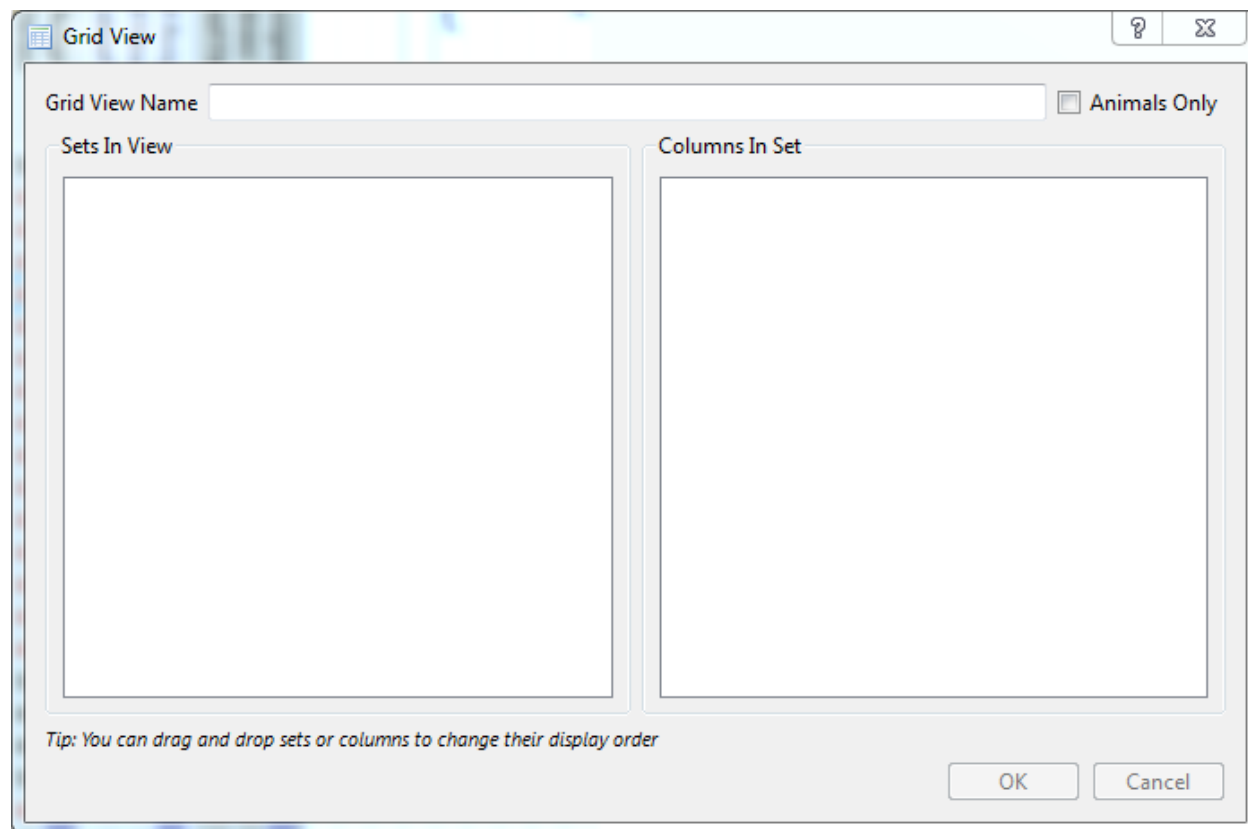 Grid View
Grid View Name Animals Only
Sets In View Columns In Set
Tip: You can drag and drop sets or columns to change their display order
OK Cancel